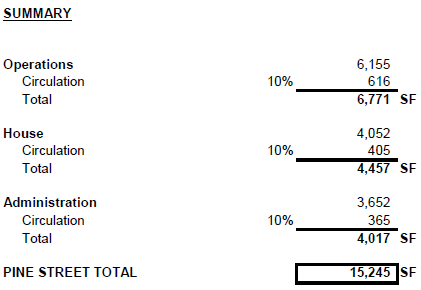 SUMMARY
Operations 6,155
Circulation 10% 616
Total 6,771 SF
House 4,052
Circulation 10% 405
Total 4,457 SF
Administration 3,652
Circulation 10% 365
Total 4,017 SF
PINE STREET TOTAL 15,245 SF